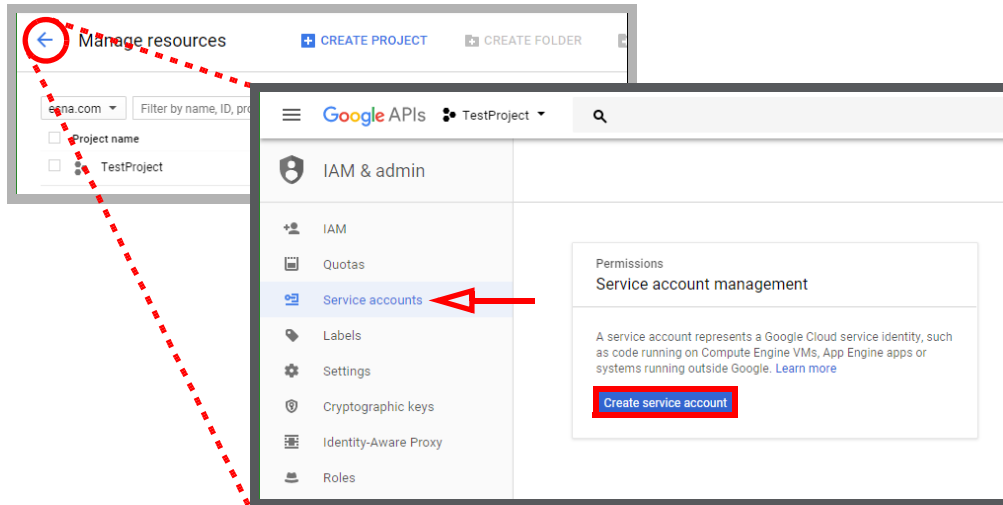 Manage resources
CREATE PROJECT
CREATE FOLDER
esna.com
Filter by name, ID, pro
Project name
TestProject
Google APIs
TestProject
IAM & admin
IAM
Quotas
Service accounts
Labels
Settings
Cryptographic keys
Identity-Aware Proxy
Roles
Permissions
Service account management
A service account represents a Google Cloud service identity, such
as code running on Compute Engine VMs, App Engine apps or
systems running outside Google. Learn more
Create service account